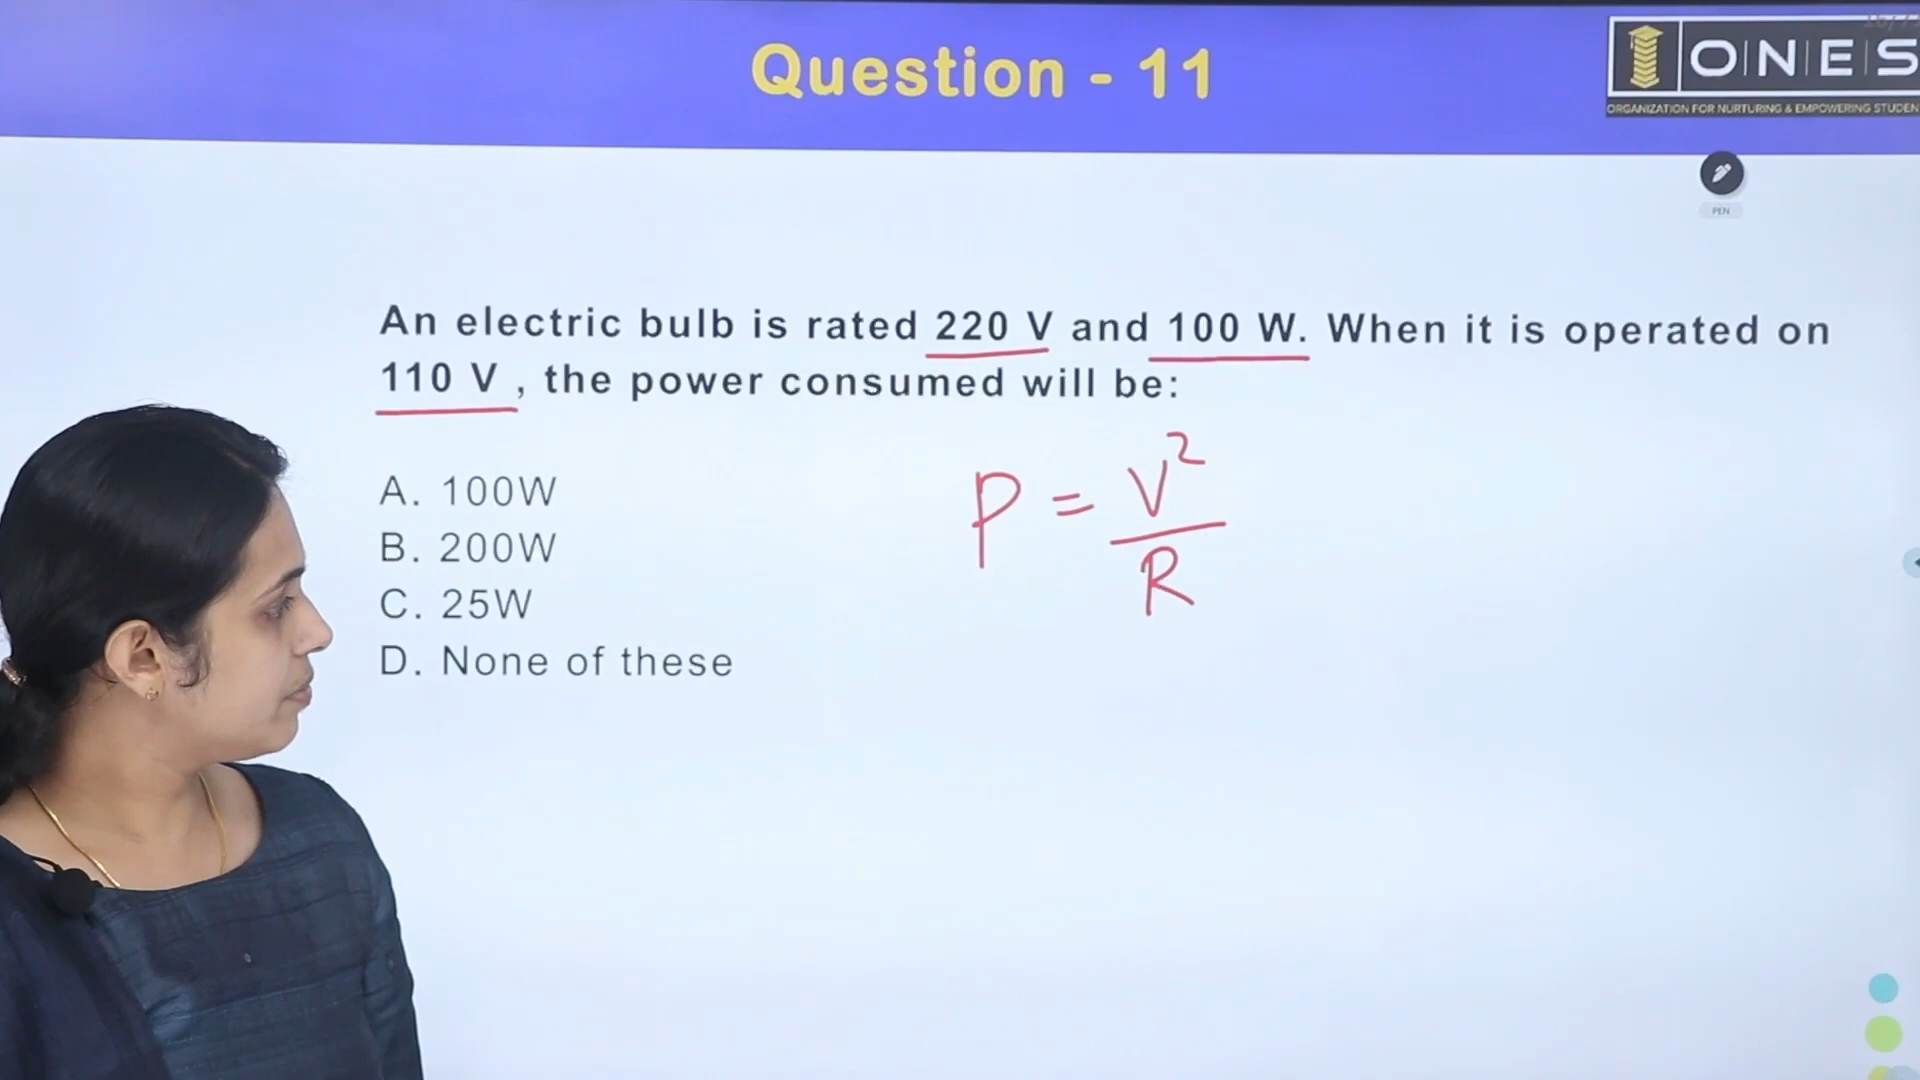 Question - 11
ONES
ORGANIZATION FOR NURTURING & EMPOWERING STUDEN
PEN
An electric bulb is rated 220 V and 100 W. When it is operated on
110 V , the power consumed will be:
A. 100W
B. 200W
C. 25W
D. None of these
P = V²
R